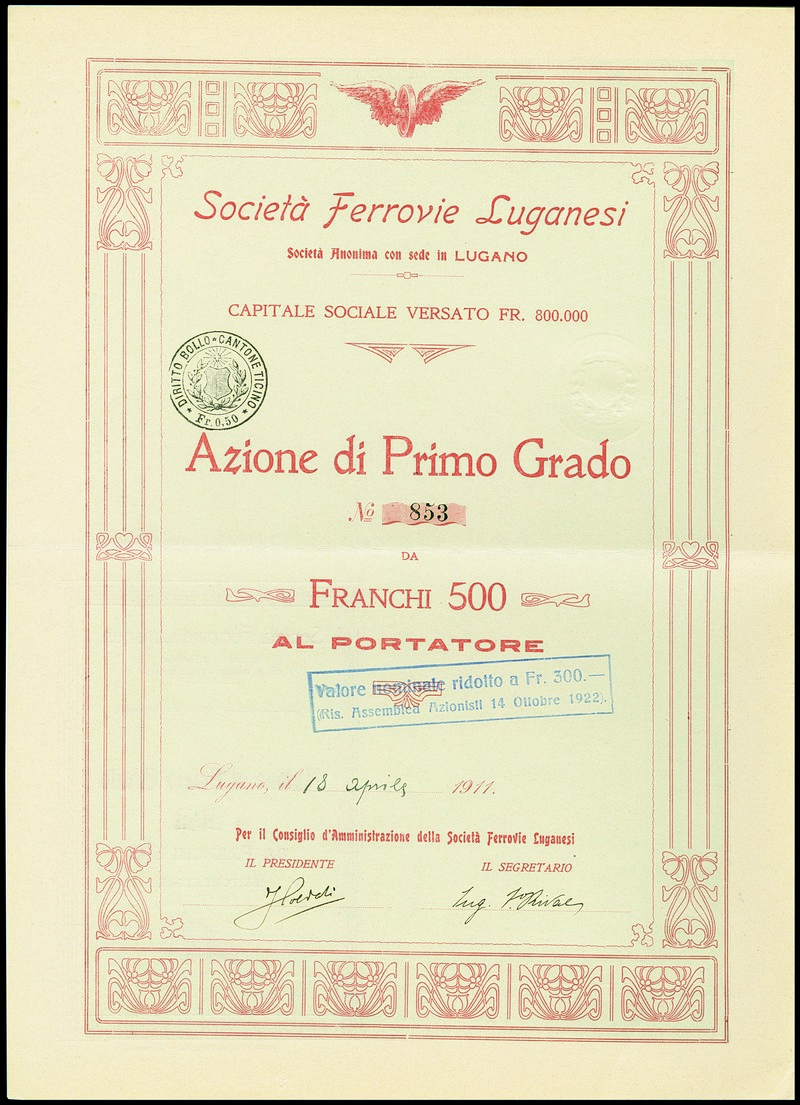 Società Ferrovie Luganesi
Società Anonima con sede in LUGANO
CAPITALE SOCIALE VERSATO FR. 800.000
DIRITTO BOLLO * CANTONE TICINO
* Fr. 0.50 *
Azione di Primo Grado
No 853
DA
FRANCHI 500
AL PORTATORE
Valore nominale ridotto a Fr. 300.—
(Ris. Assemblea Azionisti 14 Ottobre 1922).
Lugano, il 18 aprile 1911.
Per il Consiglio d'Amministrazione della Società Ferrovie Luganesi
IL PRESIDENTE IL SEGRETARIO
Ing.